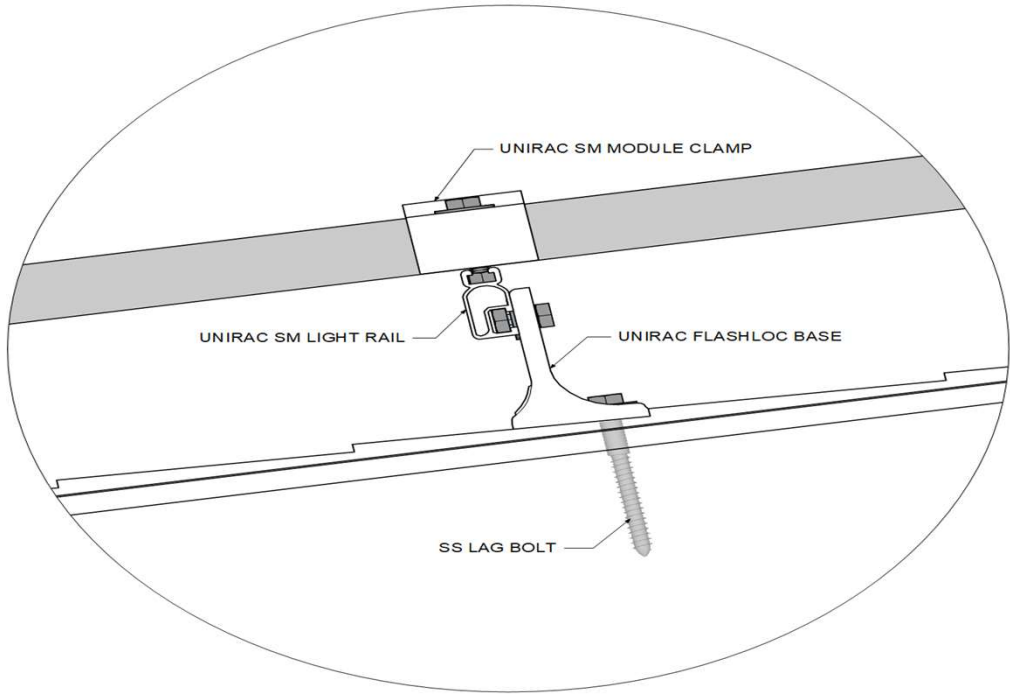 UNIRAC SM MODULE CLAMP
UNIRAC SM LIGHT RAIL
UNIRAC FLASHLOC BASE
SS LAG BOLT